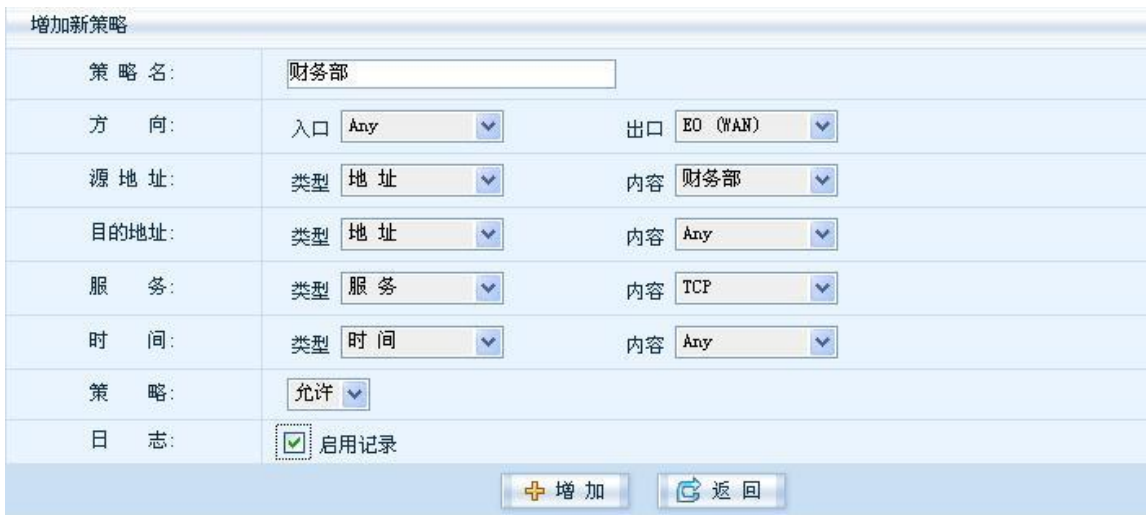 增加新策略
策 略 名: 财务部
方 向: 入口 Any 出口 E0 (WAN)
源 地 址: 类型 地 址 内容 财务部
目的地址: 类型 地 址 内容 Any
服 务: 类型 服 务 内容 TCP
时 间: 类型 时 间 内容 Any
策 略: 允许
日 志: 启用记录
增 加 返 回